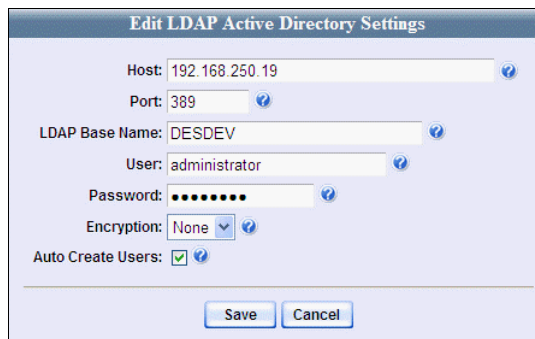 Edit LDAP Active Directory Settings
Host: 192.168.250.19 ?
Port: 389 ?
LDAP Base Name: DESDEV ?
User: administrator ?
Password: ●●●●●●●● ?
Encryption: None ?
Auto Create Users: ?
Save Cancel